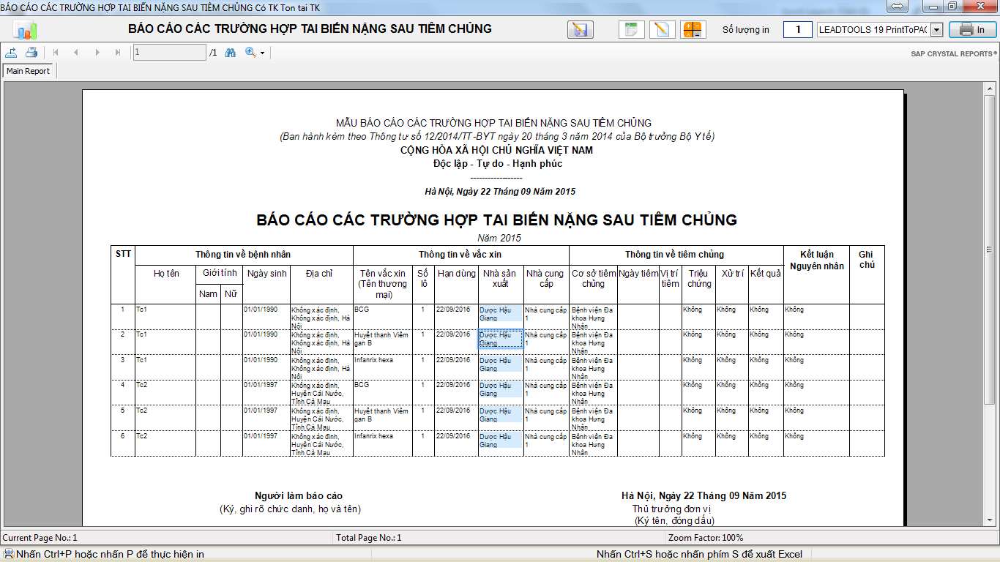 BÁO CÁO CÁC TRƯỜNG HỢP TAI BIẾN NẶNG SAU TIÊM CHỦNG Có TK Ton tai TK
BÁO CÁO CÁC TRƯỜNG HỢP TAI BIẾN NẶNG SAU TIÊM CHỦNG
Số lượng in 1 LEADTOOLS 19 PrintToPAC In
1 /1
SAP CRYSTAL REPORTS®
Main Report
MẪU BÁO CÁO CÁC TRƯỜNG HỢP TAI BIẾN NẶNG SAU TIÊM CHỦNG
(Ban hành kèm theo Thông tư số 12/2014/TT-BYT ngày 20 tháng 3 năm 2014 của Bộ trưởng Bộ Y tế)
CỘNG HÒA XÃ HỘI CHỦ NGHĨA VIỆT NAM
Độc lập - Tự do - Hạnh phúc
------------------
Hà Nội, Ngày 22 Tháng 09 Năm 2015
BÁO CÁO CÁC TRƯỜNG HỢP TAI BIẾN NẶNG SAU TIÊM CHỦNG
Năm 2015
STT Thông tin về bệnh nhân Thông tin về vắc xin Thông tin về tiêm chủng Kết luận Ghi
Nguyên nhân chú
Họ tên Giới tính Ngày sinh Địa chỉ Tên vắc xin Số Hạn dùng Nhà sản Nhà cung Cơ sở tiêm Ngày tiêm Vị trí Triệu Xử trí Kết quả
(Tên thương lô xuất cấp chủng tiêm chứng
Nam Nữ mại)
1 Tc1 01/01/1990 Không xác định, BCG 1 22/09/2016 Dược Hậu Nhà cung cấp Bệnh viện Đa Không Không Không Không
Không xác định, Hà Giang 1 khoa Hưng
Nội Nhân
2 Tc1 01/01/1990 Không xác định, Huyết thanh Viêm 1 22/09/2016 Dược Hậu Nhà cung cấp Bệnh viện Đa Không Không Không Không
Không xác định, Hà gan B Giang 1 khoa Hưng
Nội Nhân
3 Tc1 01/01/1990 Không xác định, Infanrix hexa 1 22/09/2016 Dược Hậu Nhà cung cấp Bệnh viện Đa Không Không Không Không
Không xác định, Hà Giang 1 khoa Hưng
Nội Nhân
4 Tc2 01/01/1997 Không xác định, BCG 1 22/09/2016 Dược Hậu Nhà cung cấp Bệnh viện Đa Không Không Không Không
Huyện Cái Nước, Giang 1 khoa Hưng
Tỉnh Cà Mau Nhân
5 Tc2 01/01/1997 Không xác định, Huyết thanh Viêm 1 22/09/2016 Dược Hậu Nhà cung cấp Bệnh viện Đa Không Không Không Không
Huyện Cái Nước, gan B Giang 1 khoa Hưng
Tỉnh Cà Mau Nhân
6 Tc2 01/01/1997 Không xác định, Infanrix hexa 1 22/09/2016 Dược Hậu Nhà cung cấp Bệnh viện Đa Không Không Không Không
Huyện Cái Nước, Giang 1 khoa Hưng
Tỉnh Cà Mau Nhân
Người làm báo cáo Hà Nội, Ngày 22 Tháng 09 Năm 2015
(Ký, ghi rõ chức danh, họ và tên) Thủ trưởng đơn vị
(Ký tên, đóng dấu)
Current Page No.: 1 Total Page No.: 1 Zoom Factor: 100%
Nhấn Ctrl+P hoặc nhấn P để thực hiện in Nhấn Ctrl+S hoặc nhấn phím S để xuất Excel